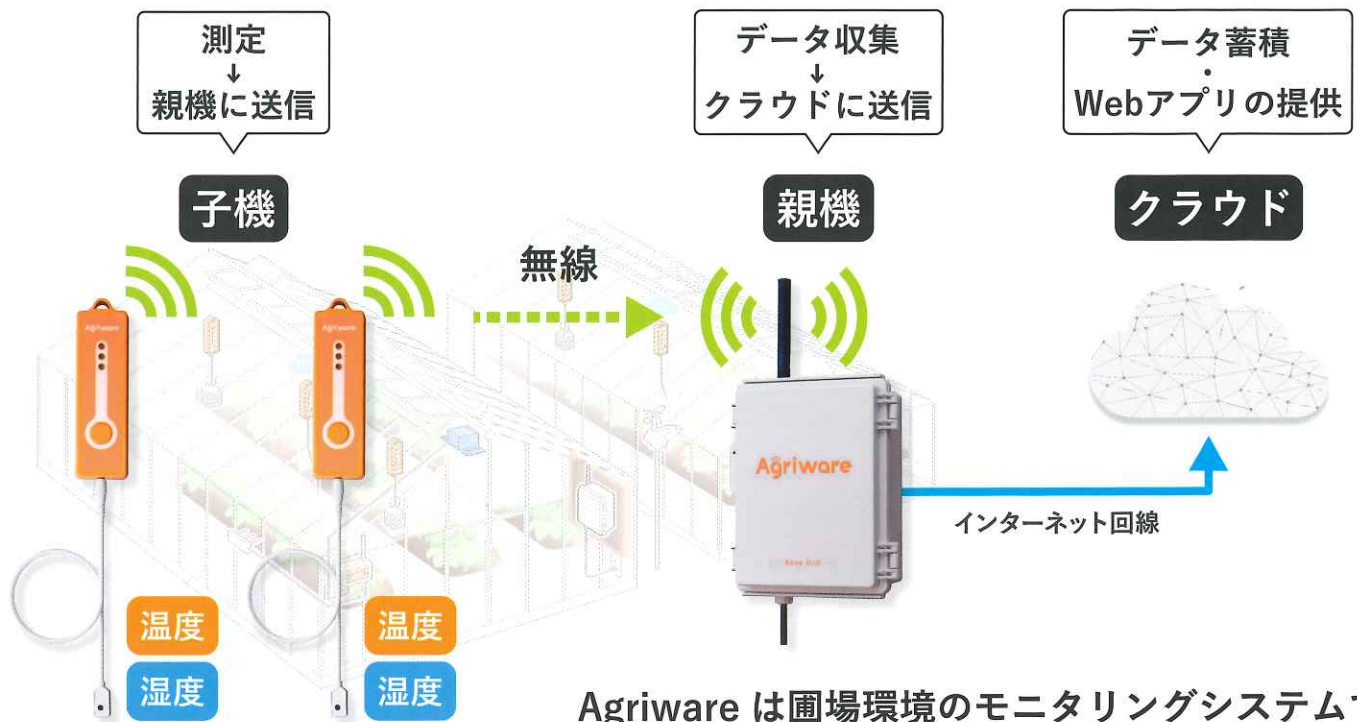 測定
↓
親機に送信
データ収集
↓
クラウドに送信
データ蓄積
・
Webアプリの提供
子機
親機
クラウド
無線
Agriware
Agriware
Agriware
Base Unit
インターネット回線
温度
湿度
温度
湿度
Agriware は圃場環境のモニタリングシステムで